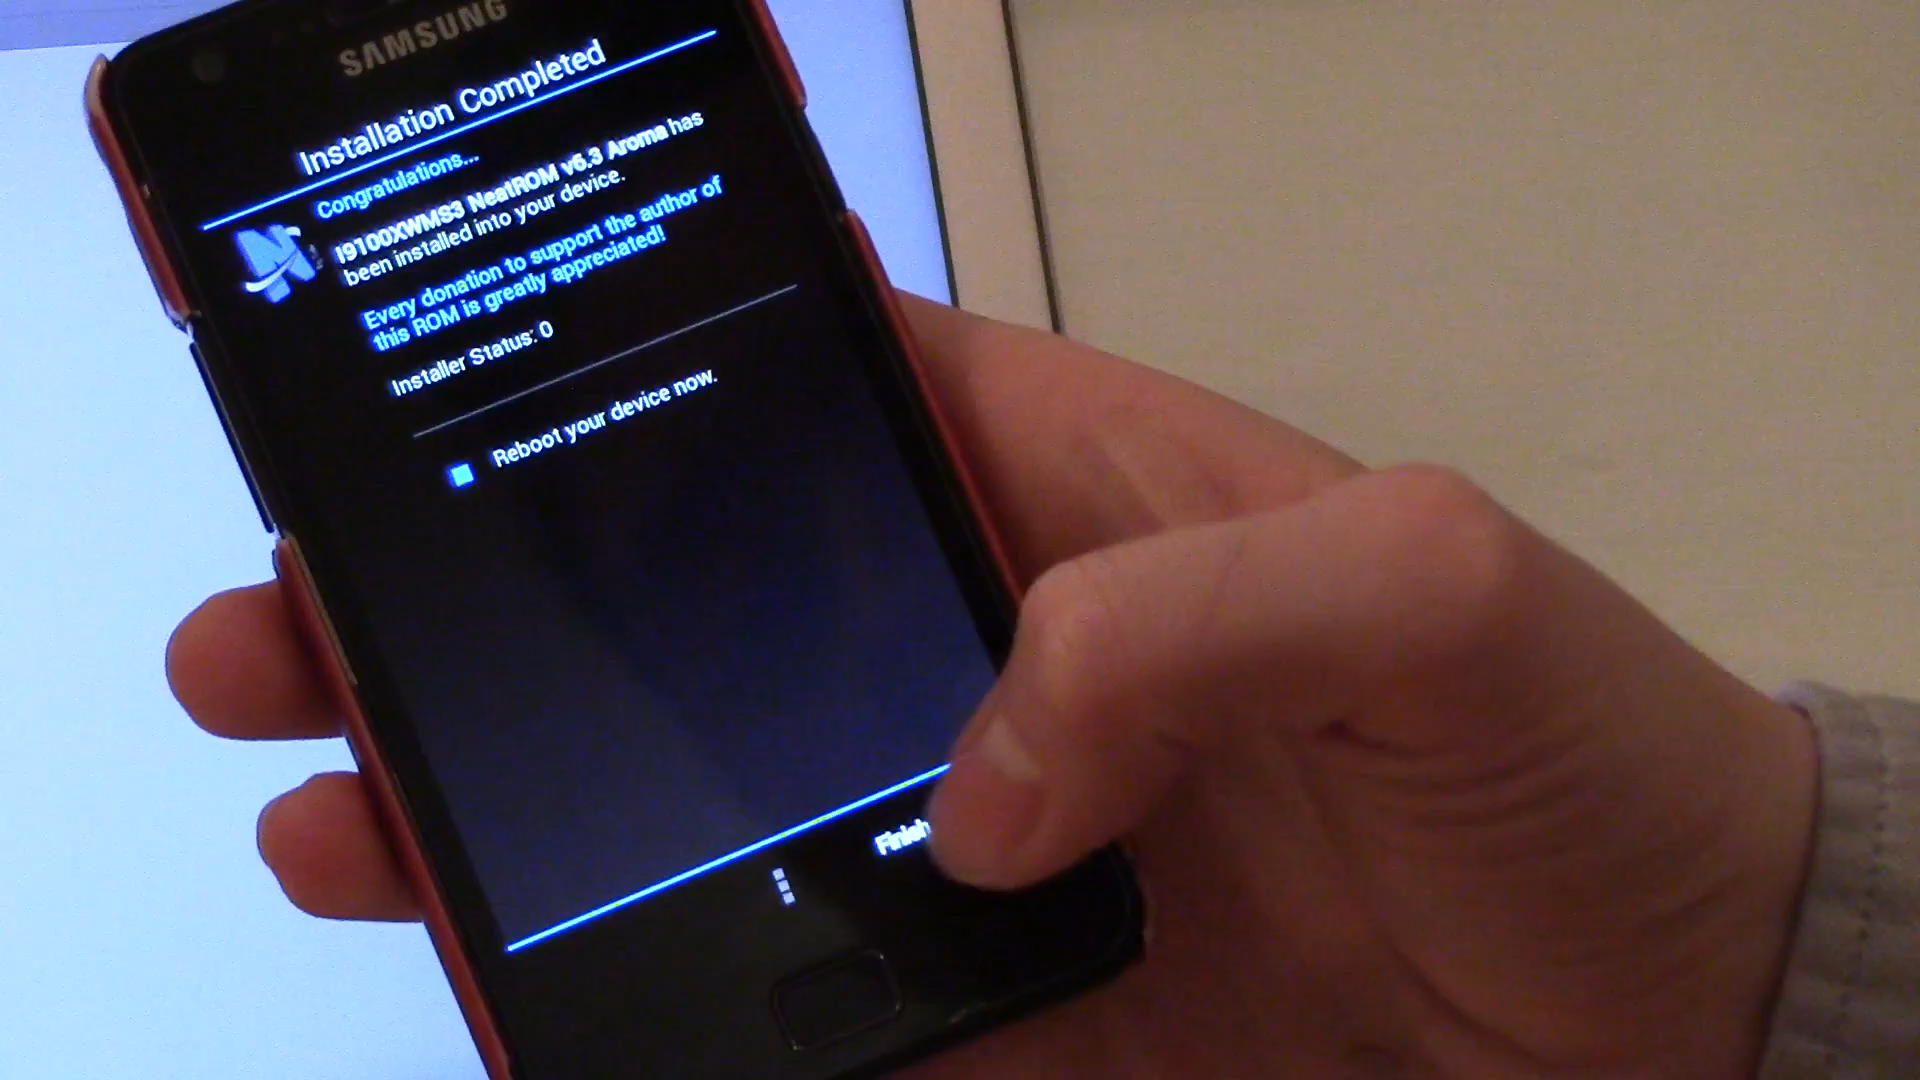 SAMSUNG
Installation Completed
Congratulations...
I9100XWMS3 NeatROM v6.3 Aroma has
been installed into your device.
Every donation to support the author of
this ROM is greatly appreciated!
Installer Status: 0
Reboot your device now.
Finish